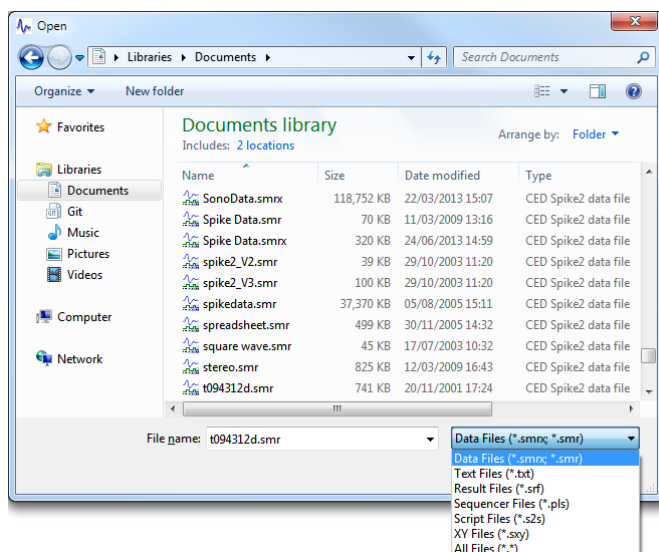 Open
x
Libraries Documents
Search Documents
Organize New folder
Favorites
Libraries
Documents
Git
Music
Pictures
Videos
Computer
Network
Documents library
Includes: 2 locations
Arrange by: Folder
Name Size Date modified Type
SonoData.smrx 118,752 KB 22/03/2013 15:07 CED Spike2 data file
Spike Data.smr 70 KB 11/03/2009 13:16 CED Spike2 data file
Spike Data.smrx 320 KB 24/06/2013 14:59 CED Spike2 data file
spike2_V2.smr 39 KB 29/10/2003 11:20 CED Spike2 data file
spike2_V3.smr 100 KB 29/10/2003 11:20 CED Spike2 data file
spikedata.smr 37,370 KB 05/08/2005 15:11 CED Spike2 data file
spreadsheet.smr 499 KB 30/11/2005 14:32 CED Spike2 data file
square wave.smr 45 KB 17/07/2003 10:32 CED Spike2 data file
stereo.smr 825 KB 12/03/2009 16:43 CED Spike2 data file
t094312d.smr 741 KB 20/11/2001 17:24 CED Spike2 data file
File name: t094312d.smr Data Files (*.smrx; *.smr)
Data Files (*.smrx; *.smr)
Text Files (*.txt)
Result Files (*.srf)
Sequencer Files (*.pls)
Script Files (*.s2s)
XY Files (*.sxy)
All Files (*.*)